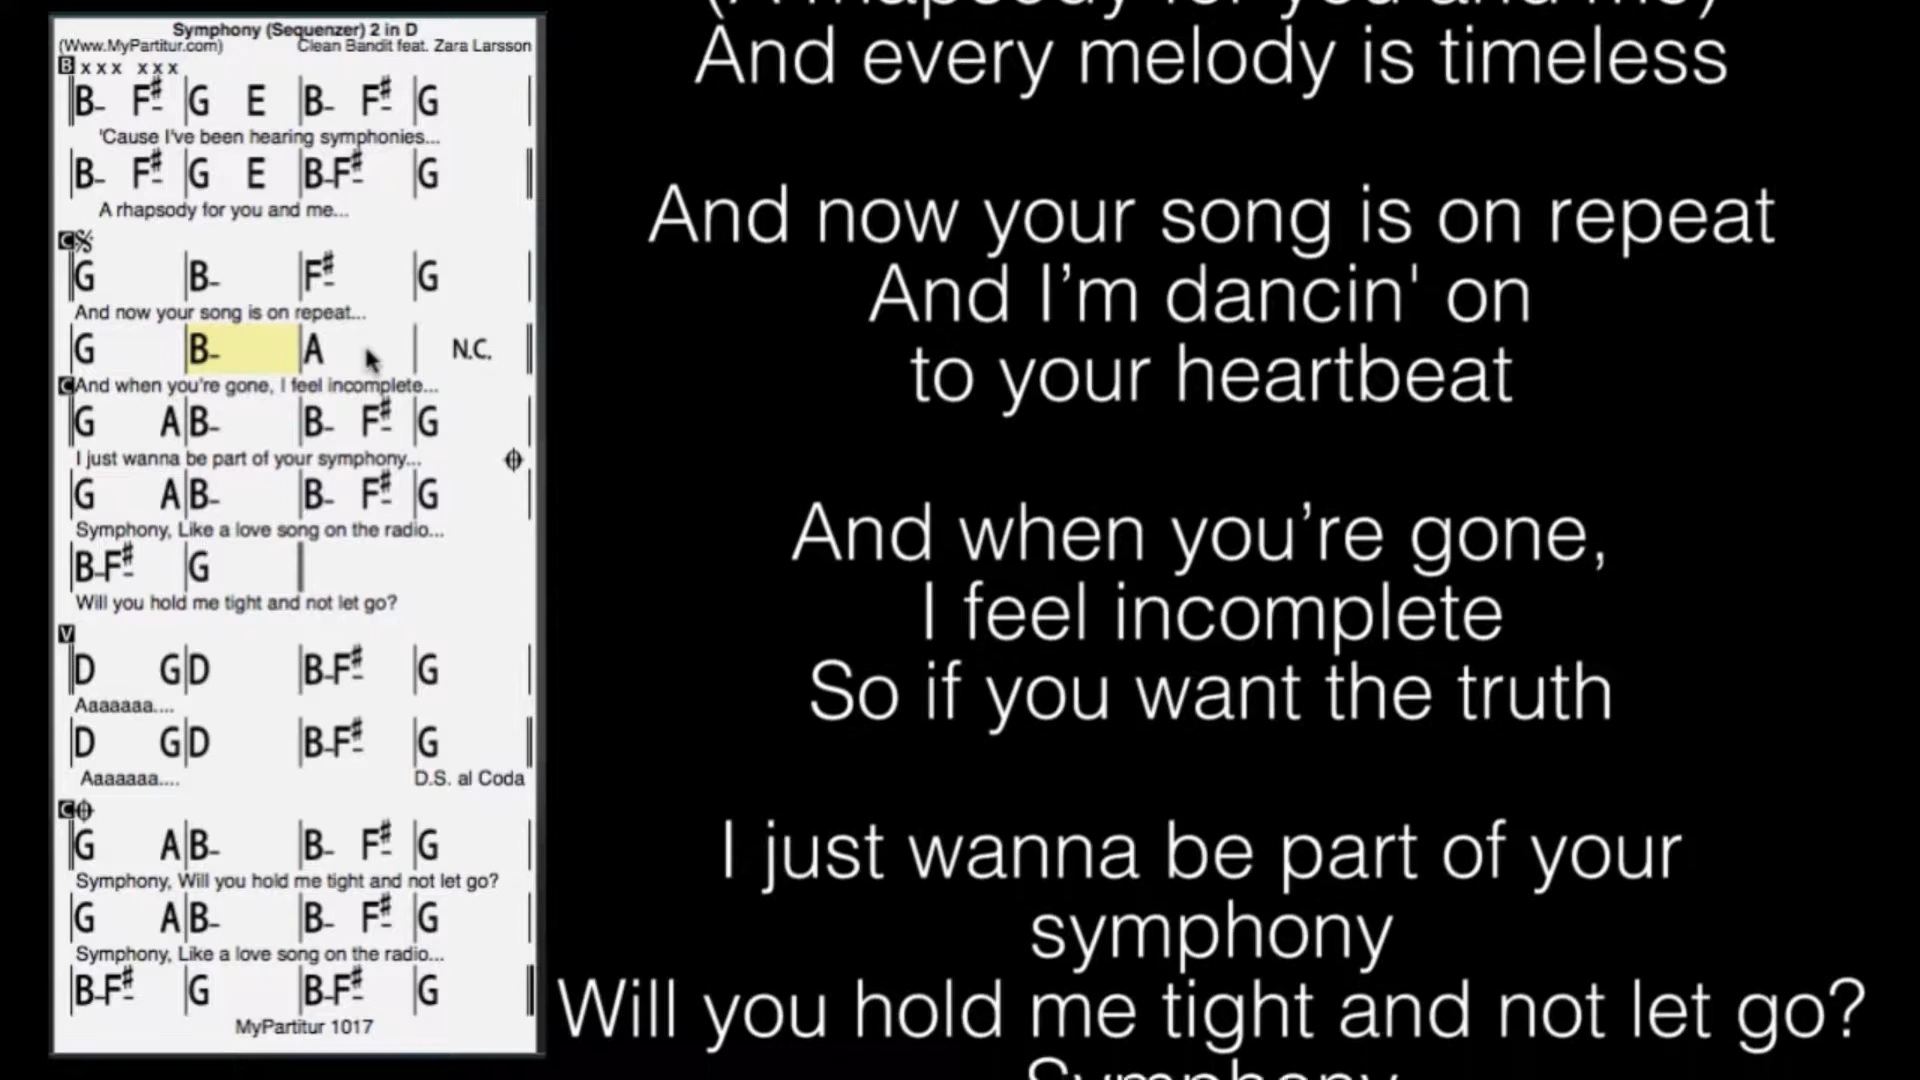 Symphony (Sequenzer) 2 in D
(Www.MyPartitur.com) Clean Bandit feat. Zara Larsson
B x x x x x x
B- F#- G E B- F#- G
'Cause I've been hearing symphonies...
B- F#- G E B-F#- G
A rhapsody for you and me...
C
G B- F#- G
And now your song is on repeat...
G B- A N.C.
C And when you're gone, I feel incomplete...
G A B- B- F#- G
I just wanna be part of your symphony...
G A B- B- F#- G
Symphony, Like a love song on the radio...
B-F#- G
Will you hold me tight and not let go?
V
D G D B-F#- G
Aaaaaaa....
D G D B-F#- G
Aaaaaaa.... D.S. al Coda
C
G A B- B- F#- G
Symphony, Will you hold me tight and not let go?
G A B- B- F#- G
Symphony, Like a love song on the radio...
B-F#- G B-F#- G
MyPartitur 1017
(A rhapsody for you and me)
And every melody is timeless
And now your song is on repeat
And I’m dancin' on
to your heartbeat
And when you’re gone,
I feel incomplete
So if you want the truth
I just wanna be part of your
symphony
Will you hold me tight and not let go?
Symphony